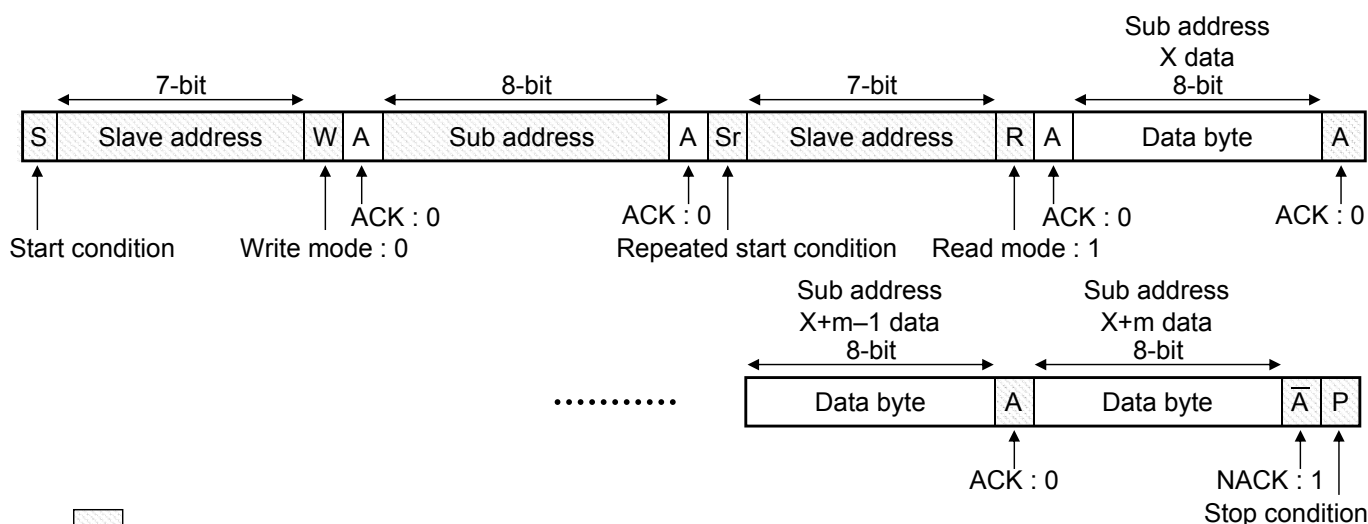 Sub address
X data
7-bit 8-bit 7-bit 8-bit
S Slave address W A Sub address A Sr Slave address R A Data byte A
ACK : 0 ACK : 0 ACK : 0 ACK : 0
Start condition Write mode : 0 Repeated start condition Read mode : 1
Sub address Sub address
X+m–1 data X+m data
8-bit 8-bit
Data byte A Data byte A̅ P
ACK : 0 NACK : 1
Stop condition